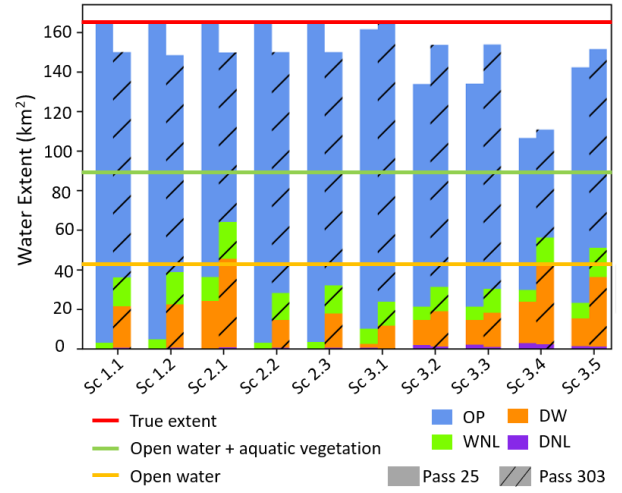 Water Extent (km2)
160
140
120
100
80
60
40
20
0
Sc 1.1
Sc 1.2
Sc 2.1
Sc 2.2
Sc 2.3
Sc 3.1
Sc 3.2
Sc 3.3
Sc 3.4
Sc 3.5
True extent
Open water + aquatic vegetation
Open water
OP
DW
WNL
DNL
Pass 25
Pass 303